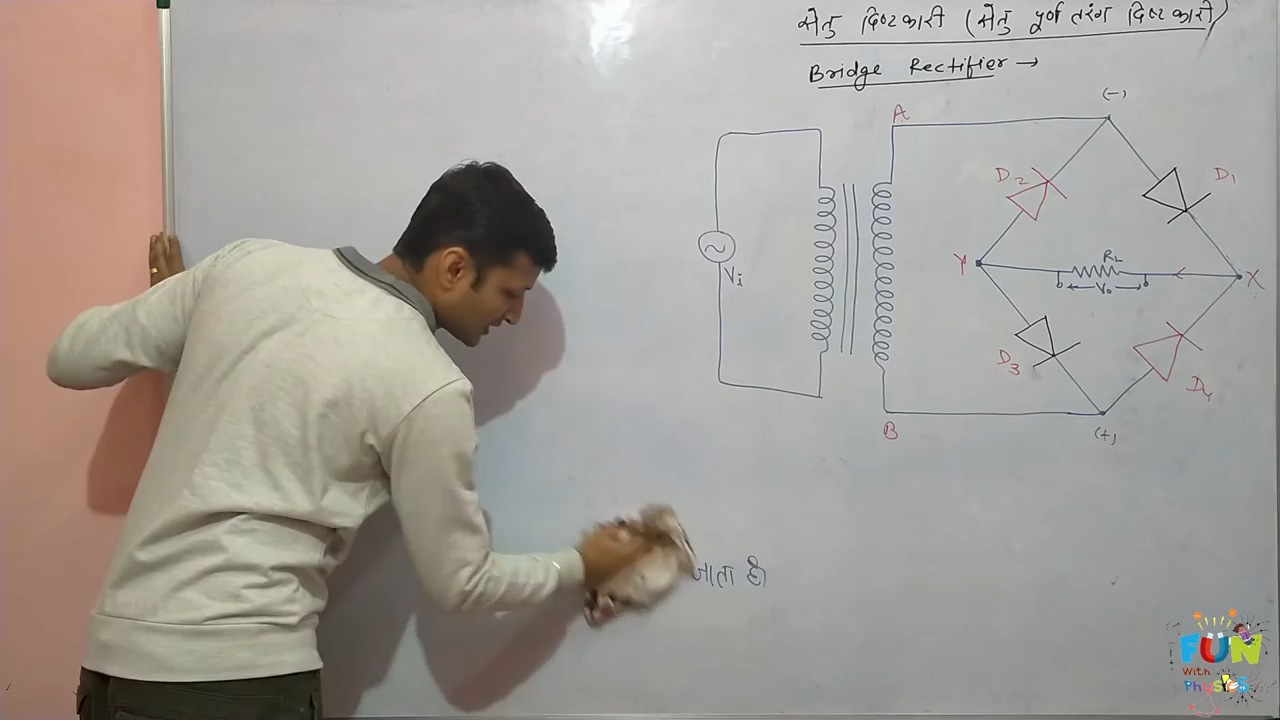 सेतु दिष्टकारी (सेतु पूर्ण तरंग दिष्टकारी)
Bridge Rectifier →
A
(-)
D2
D1
Vi
Y
RL
X
V0
D3
D4
B
(+)
जाता है।
FUN
With
Physics